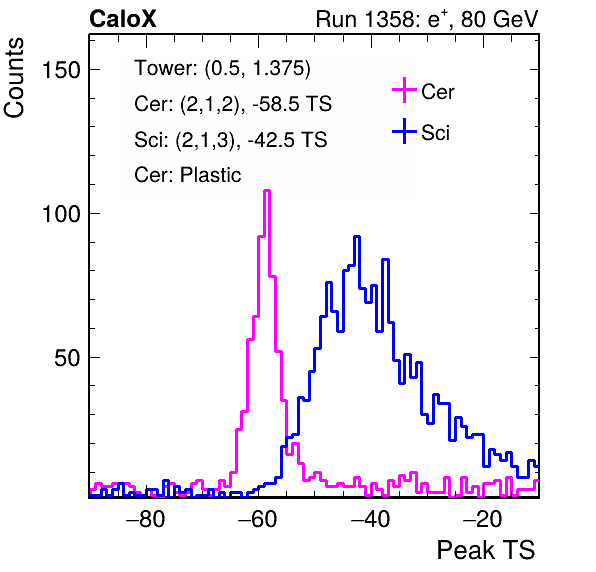 CaloX Run 1358: e⁺, 80 GeV
Counts
150
100
50
Tower: (0.5, 1.375)
Cer: (2,1,2), -58.5 TS
Sci: (2,1,3), -42.5 TS
Cer: Plastic
Cer
Sci
−80 −60 −40 −20
Peak TS